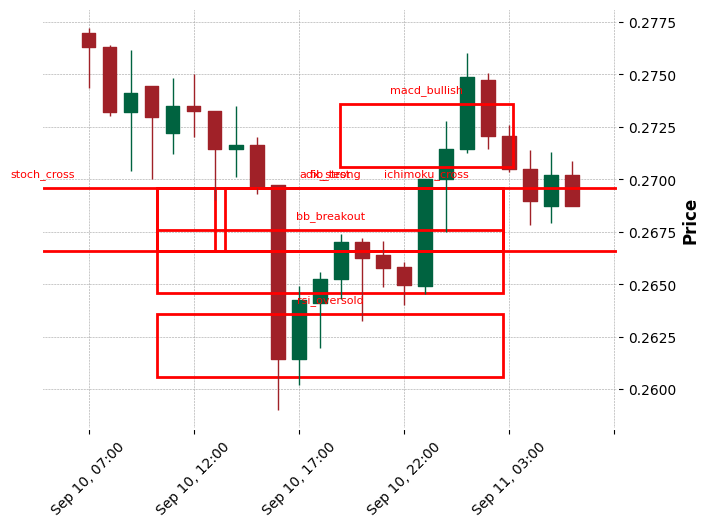 0.2775
0.2750
macd_bullish
0.2725
stoch_cross
ichimoku_cross
0.2700
bb_breakout
0.2675
Price
0.2650
rsi_oversold
0.2625
0.2600
Sep 10, 07:00
Sep 10, 12:00
Sep 10, 17:00
Sep 10, 22:00
Sep 11, 03:00